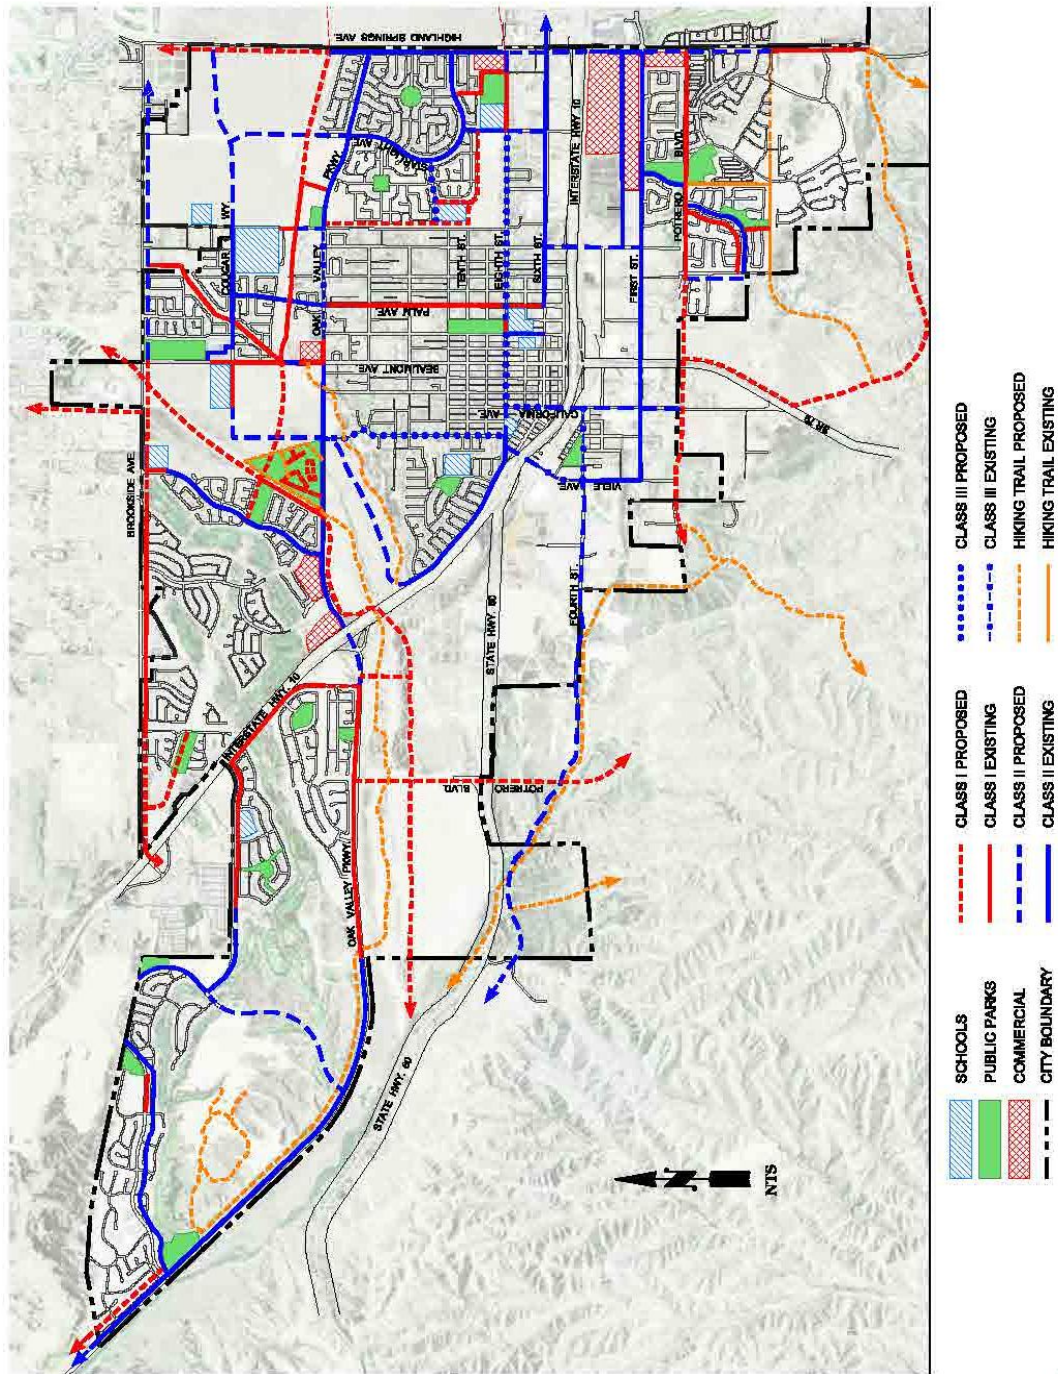 HIGHLAND SPRINGS AVE.
STARLIGHT AVE
PKWY.
INTERSTATE HWY 10
BLVD.
COUGAR WY
VALLEY
TENTH ST.
EIGHTH ST.
SIXTH ST.
FIRST ST.
POTRERO
OAK
PALM AVE.
BEAUMONT AVE.
CALIFORNIA AVE.
SR 79
BROOKSIDE AVE.
VIELE AVE
FOURTH ST.
STATE HWY. 60
INTERSTATE HWY. 10
POTRERO BLVD.
OAK VALLEY PKWY.
STATE HWY. 60
NTS
SCHOOLS
PUBLIC PARKS
COMMERCIAL
CITY BOUNDARY
CLASS I PROPOSED
CLASS I EXISTING
CLASS II PROPOSED
CLASS II EXISTING
CLASS III PROPOSED
CLASS III EXISTING
HIKING TRAIL PROPOSED
HIKING TRAIL EXISTING